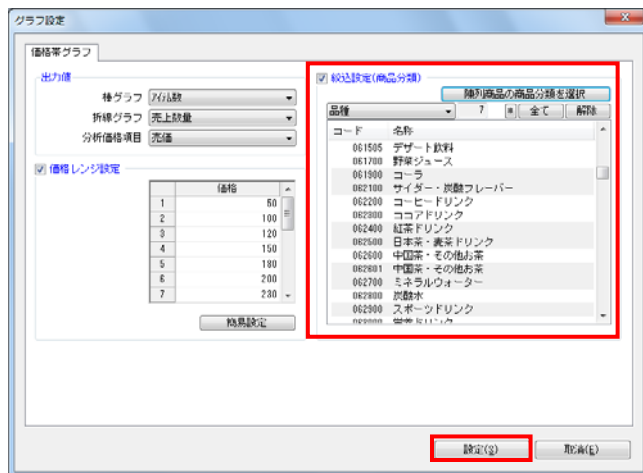 グラフ設定
価格帯グラフ
出力値
棒グラフ アイテム数
折線グラフ 売上数量
分析価格項目 売価
価格レンジ設定
価格
1 50
2 100
3 120
4 150
5 180
6 200
7 230
簡易設定
絞込設定(商品分類)
陳列商品の商品分類を選択
品種 7 全て 解除
コード 名称
061505 デザート飲料
061700 野菜ジュース
061900 コーラ
062100 サイダー・炭酸フレーバー
062200 コーヒードリンク
062300 ココアドリンク
062400 紅茶ドリンク
062500 日本茶・麦茶ドリンク
062600 中国茶・その他お茶
062601 中国茶・その他お茶
062700 ミネラルウォーター
062800 炭酸水
062900 スポーツドリンク
設定(S) 取消(E)